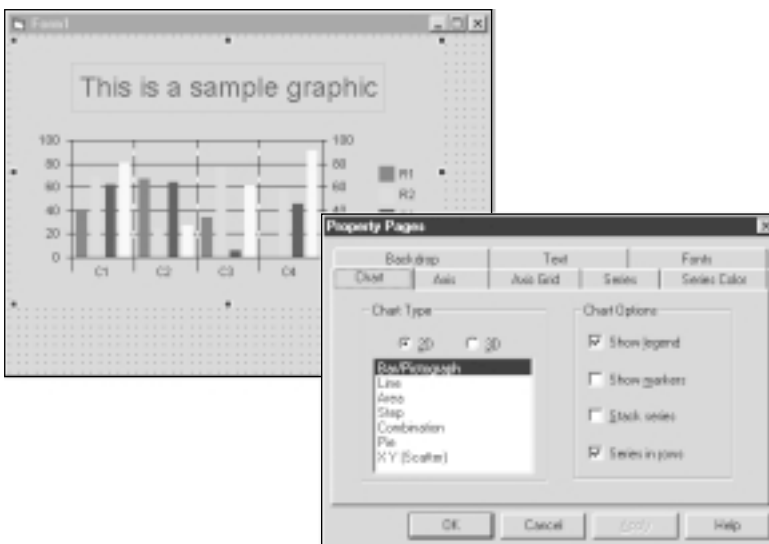 Form1
This is a sample graphic
100 100
80 80
60 60
40 40
20
0
C1 C2 C3 C4
R1
R2
Property Pages
Backdrop Text Fonts
Chart Axis Axis Grid Series Series Color
Chart Type
2D 3D
Bar/Pictograph
Line
Area
Step
Combination
Pie
XY (Scatter)
Chart Options
Show legend
Show markers
Stack series
Series in rows
OK Cancel Apply Help